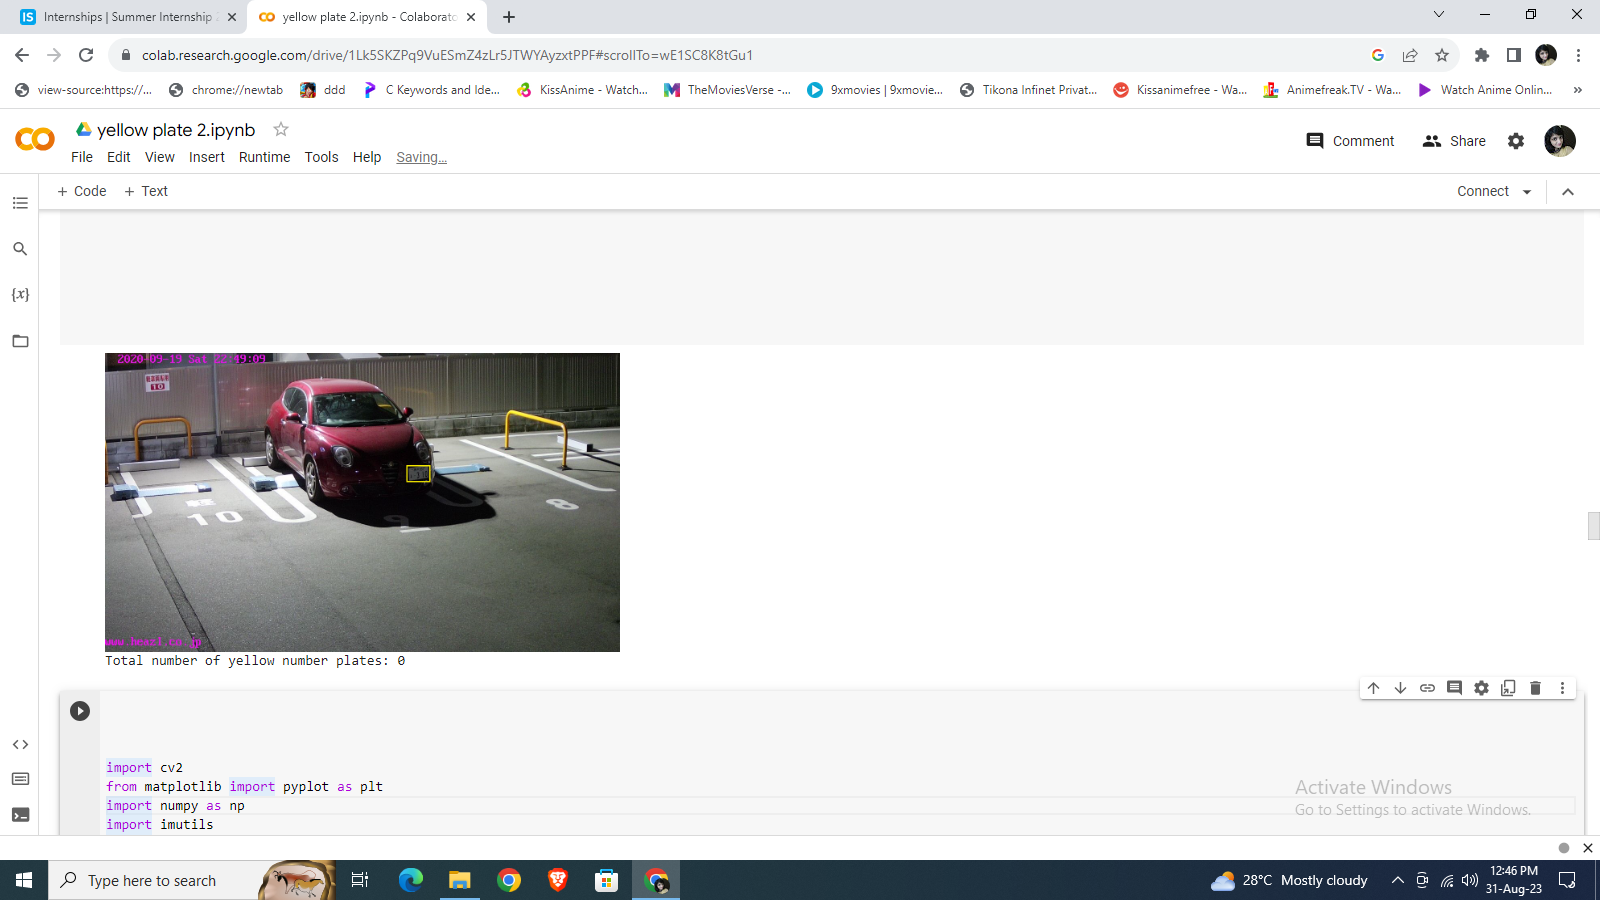 Internships | Summer Internship 2
yellow plate 2.ipynb - Colaborato
colab.research.google.com/drive/1Lk5SKZPq9VuESmZ4zLr5JTWYAyzxtPPF#scrollTo=wE1SC8K8tGu1
view-source:https://... chrome://newtab ddd C Keywords and Ide... KissAnime - Watch... TheMoviesVerse -... 9xmovies | 9xmovie... Tikona Infinet Privat... Kissanimefree - Wa... Animefreak.TV - Wa... Watch Anime Onlin... »
CO yellow plate 2.ipynb
Comment Share
File Edit View Insert Runtime Tools Help Saving...
+ Code + Text Connect
{x}
2020-09-19 Sat 22:49:09
10
10
9
8
Total number of yellow number plates: 0
import cv2
from matplotlib import pyplot as plt
import numpy as np
import imutils
Activate Windows
Go to Settings to activate Windows.
Type here to search
28°C Mostly cloudy
12:46 PM
31-Aug-23